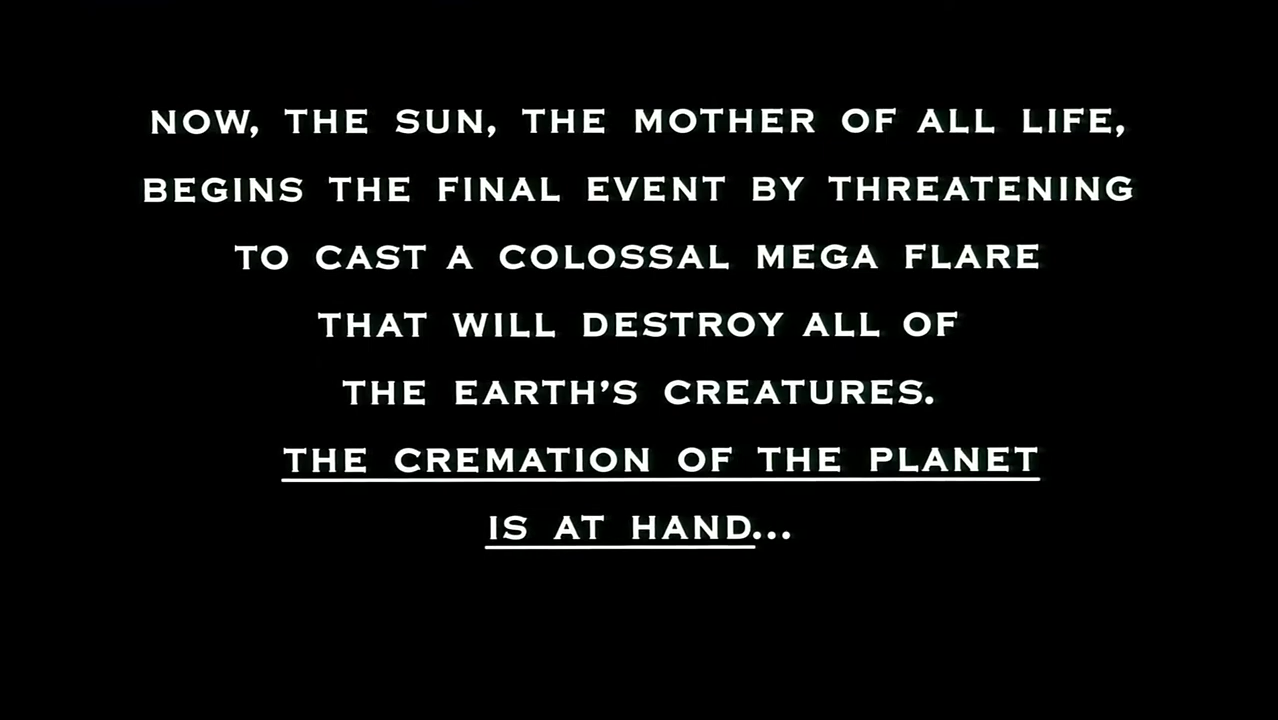 NOW, THE SUN, THE MOTHER OF ALL LIFE,
BEGINS THE FINAL EVENT BY THREATENING
TO CAST A COLOSSAL MEGA FLARE
THAT WILL DESTROY ALL OF
THE EARTH’S CREATURES.
THE CREMATION OF THE PLANET
IS AT HAND...